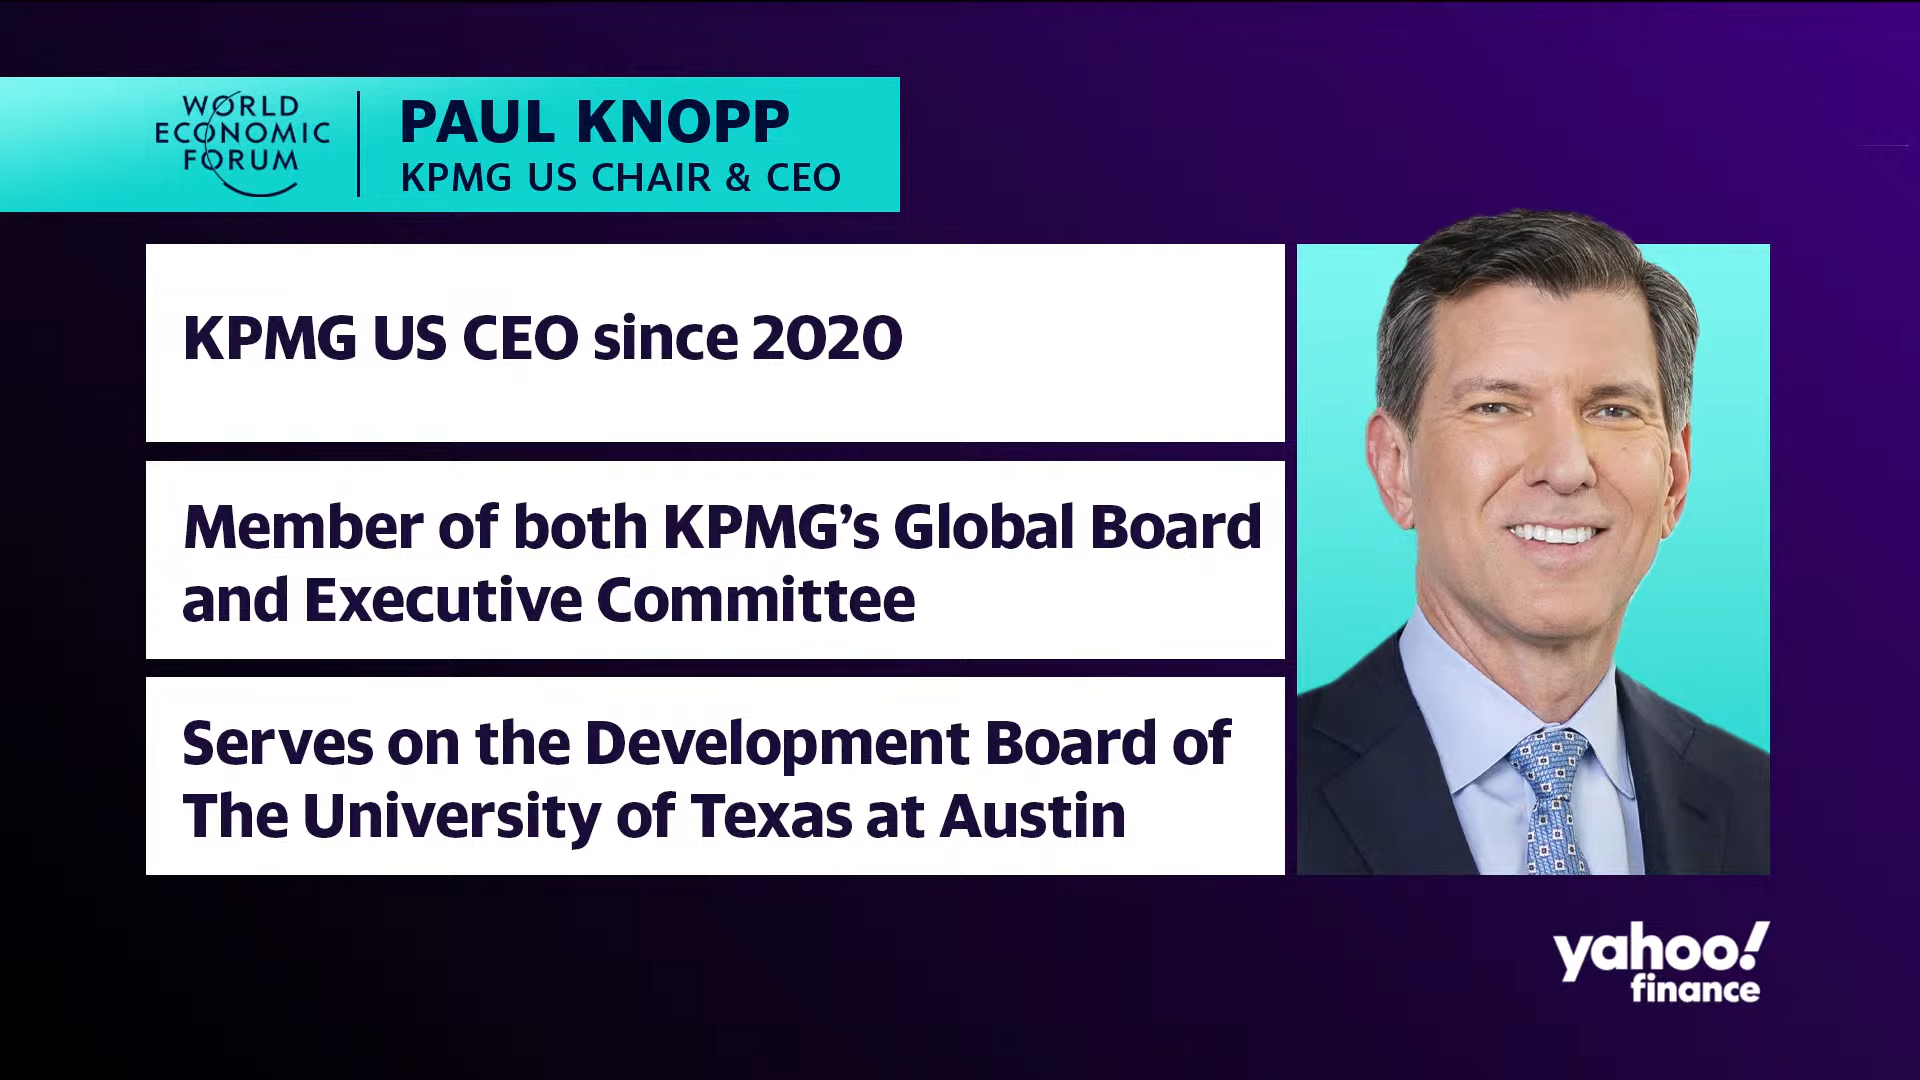 WORLD
ECONOMIC
FORUM
PAUL KNOPP
KPMG US CHAIR & CEO
KPMG US CEO since 2020
Member of both KPMG’s Global Board
and Executive Committee
Serves on the Development Board of
The University of Texas at Austin
yahoo!
finance